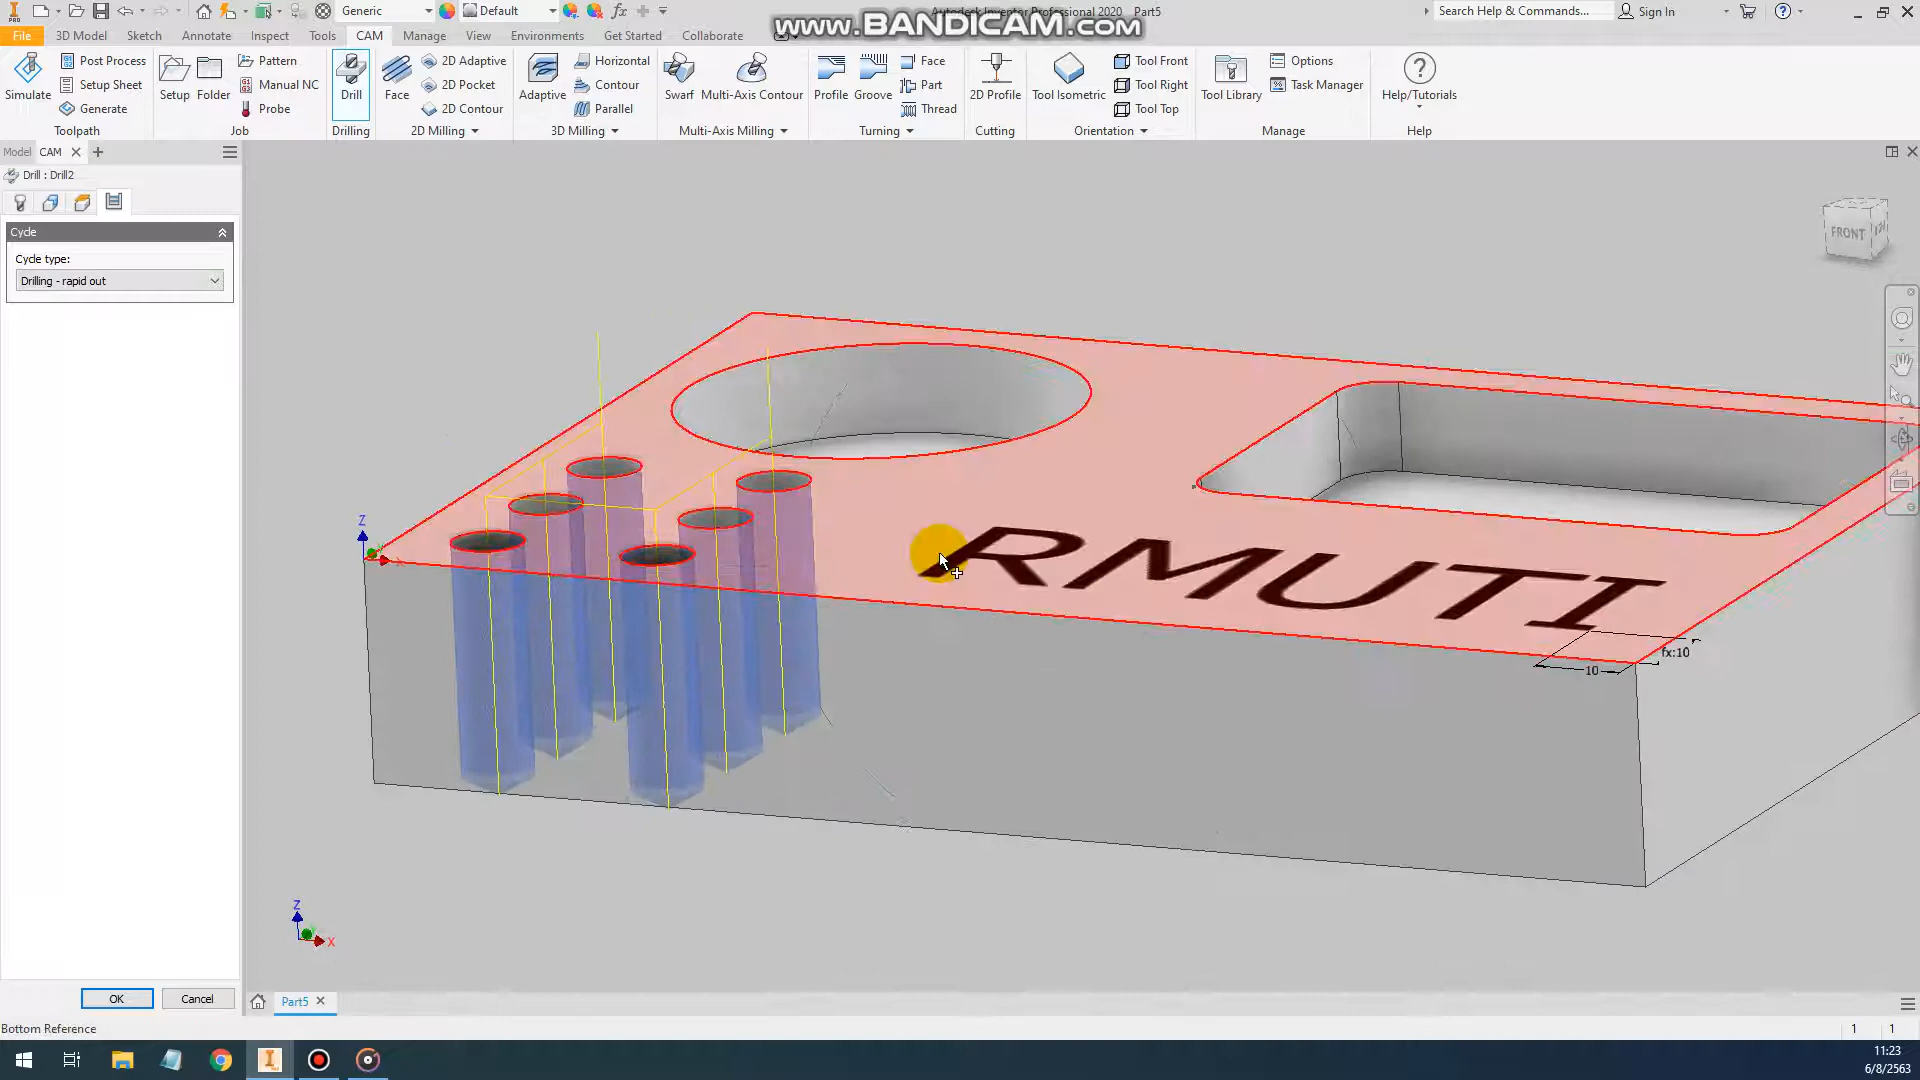 Generic
Default
www.BANDICAM.com
Autodesk Inventor Professional 2020 Part5
Search Help & Commands...
Sign In
File
3D Model
Sketch
Annotate
Inspect
Tools
CAM
Manage
View
Environments
Get Started
Collaborate
Simulate
Post Process
Setup Sheet
Generate
Toolpath
Setup
Folder
Pattern
Manual NC
Probe
Job
Drill
Drilling
Face
2D Adaptive
2D Pocket
2D Contour
2D Milling
Adaptive
Horizontal
Contour
Parallel
3D Milling
Swarf
Multi-Axis Contour
Multi-Axis Milling
Profile
Groove
Face
Part
Thread
Turning
2D Profile
Cutting
Tool Isometric
Tool Front
Tool Right
Tool Top
Orientation
Tool Library
Options
Task Manager
Manage
Help/Tutorials
Help
Model
CAM
Drill : Drill2
Cycle
Cycle type:
Drilling - rapid out
FRONT
RMUTI
fx:10
10
Z
X
Z
X
OK
Cancel
Part5
Bottom Reference
1
1
11:23
6/8/2563